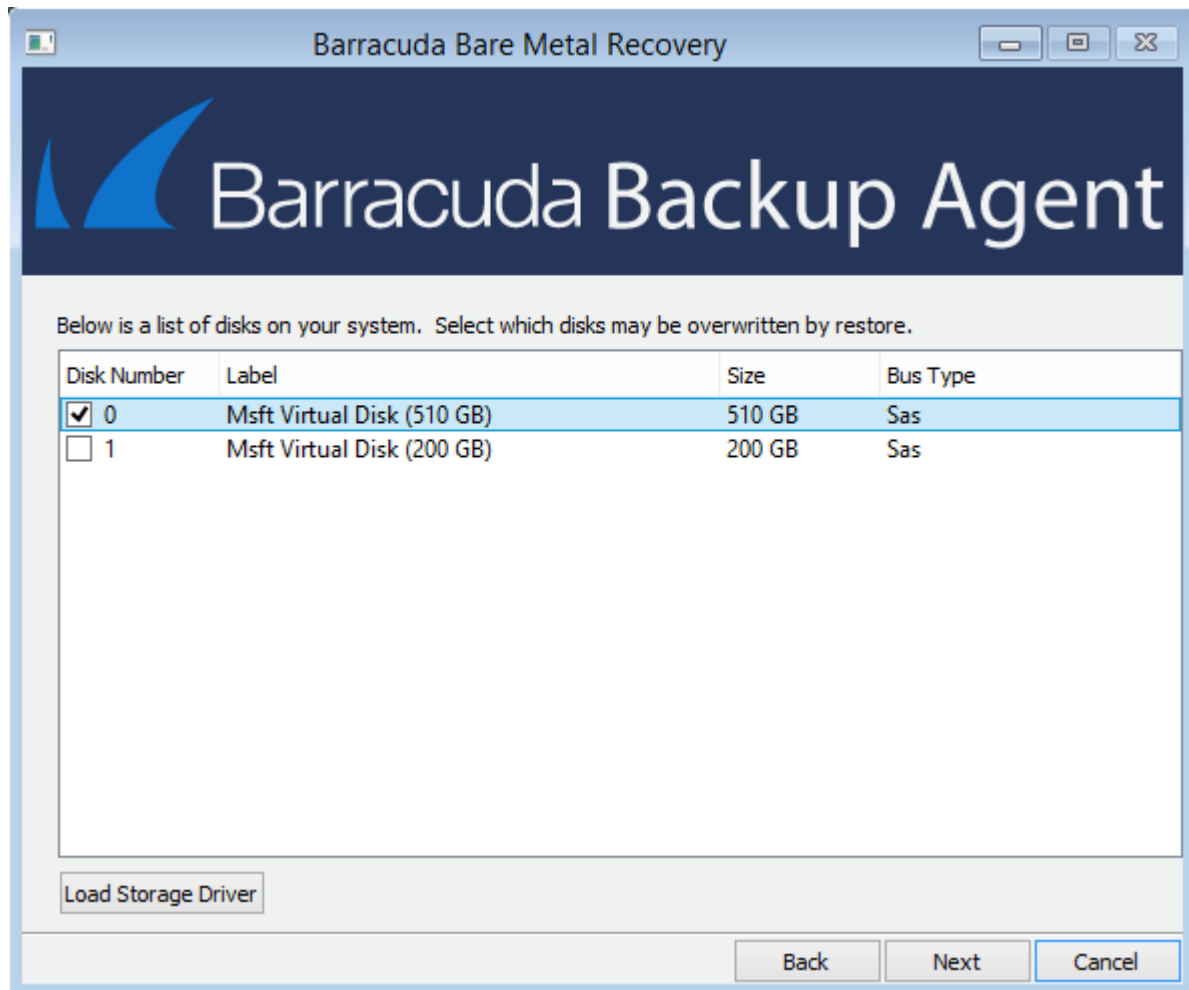 Barracuda Bare Metal Recovery
Barracuda Backup Agent
Below is a list of disks on your system.  Select which disks may be overwritten by restore.
Disk Number Label Size Bus Type
0 Msft Virtual Disk (510 GB) 510 GB Sas
1 Msft Virtual Disk (200 GB) 200 GB Sas
Load Storage Driver
Back Next Cancel